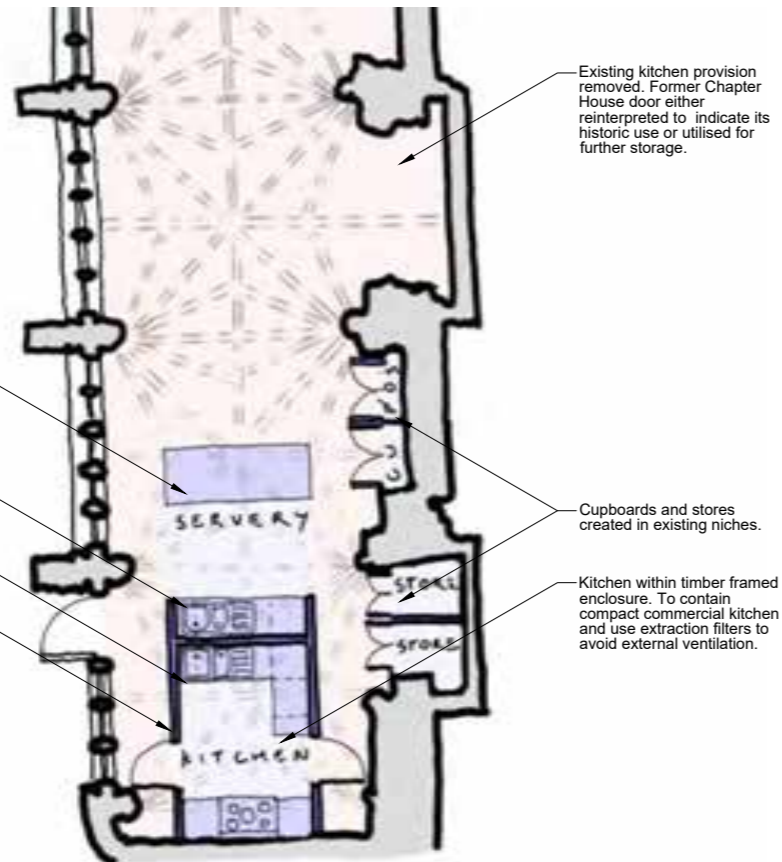 Existing kitchen provision
removed. Former Chapter
House door either
reinterpreted to indicate its
historic use or utilised for
further storage.
CUPDS
SERVERY
Cupboards and stores
created in existing niches.
STORE
STORE
Kitchen within timber framed
enclosure. To contain
compact commercial kitchen
and use extraction filters to
avoid external ventilation.
KITCHEN